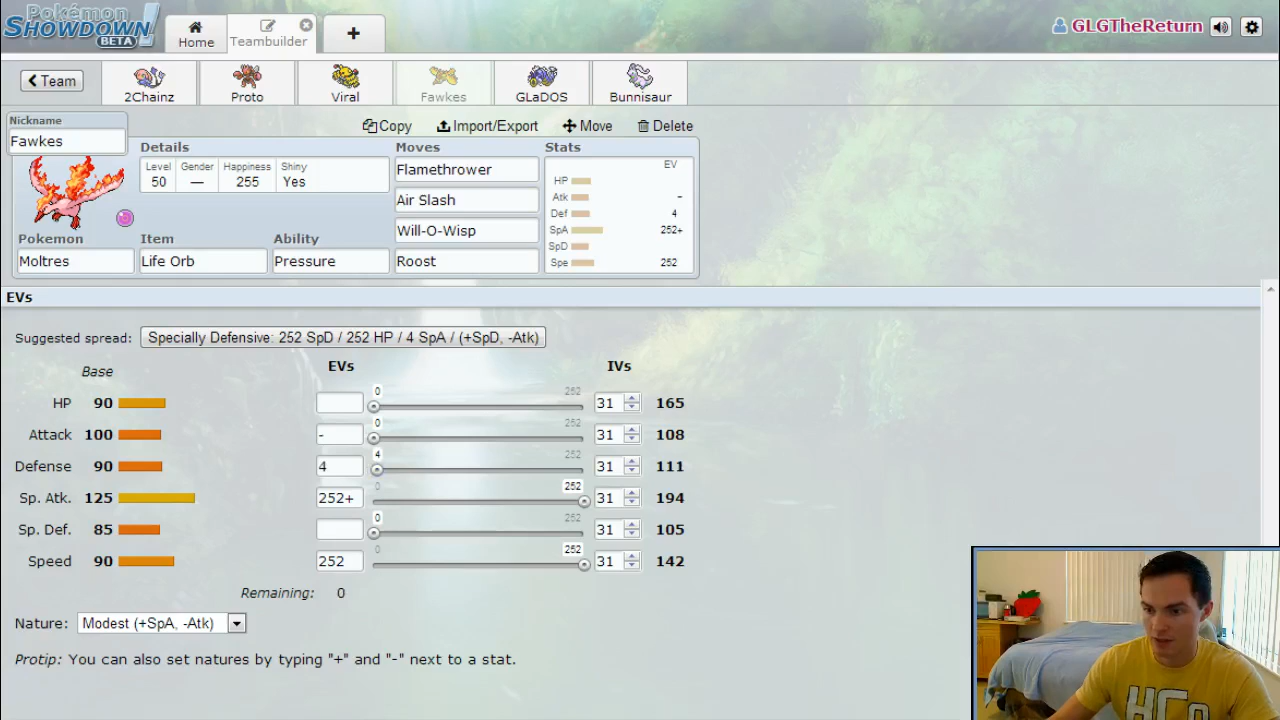 Pokémon
SHOWDOWN!
BETA
Home
Teambuilder
+
GLGTheReturn
Team
2Chainz
Proto
Viral
Fawkes
GLaDOS
Bunnisaur
Copy
Import/Export
Move
Delete
Nickname
Fawkes
Details
Level
Gender
Happiness
Shiny
50
—
255
Yes
Pokemon
Item
Ability
Moltres
Life Orb
Pressure
Moves
Flamethrower
Air Slash
Will-O-Wisp
Roost
Stats
EV
HP
Atk -
Def 4
SpA 252+
SpD
Spe 252
EVs
Suggested spread: Specially Defensive: 252 SpD / 252 HP / 4 SpA / (+SpD, -Atk)
Base EVs IVs
HP 90 0 252 31 165
Attack 100 - 0 252 31 108
Defense 90 4 4 252 31 111
Sp. Atk. 125 252+ 0 252 31 194
Sp. Def. 85 0 252 31 105
Speed 90 252 0 252 31 142
Remaining: 0
Nature: Modest (+SpA, -Atk)
Protip: You can also set natures by typing "+" and "-" next to a stat.